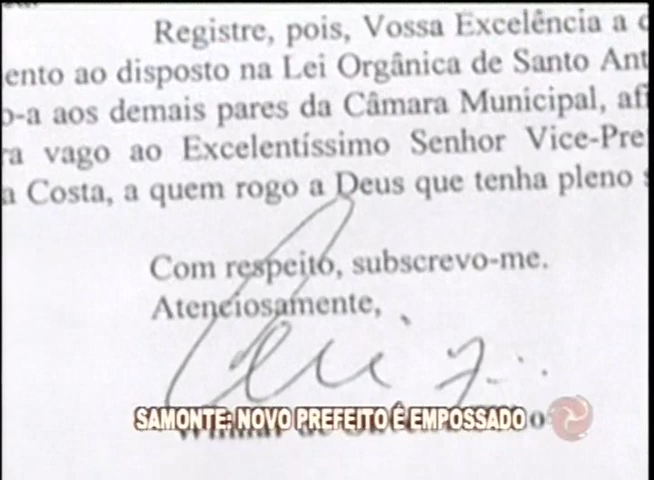 Registre, pois, Vossa Excelência a
ento ao disposto na Lei Orgânica de Santo Ant
o-a aos demais pares da Câmara Municipal, afi
ra vago ao Excelentíssimo Senhor Vice-Pre
a Costa, a quem rogo a Deus que tenha pleno
Com respeito, subscrevo-me.
Atenciosamente,
SAMONTE: NOVO PREFEITO É EMPOSSADO